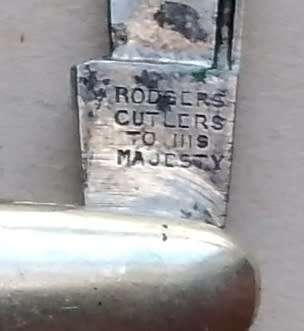 RODGERS
CUTLERS
TO HIS
MAJESTY